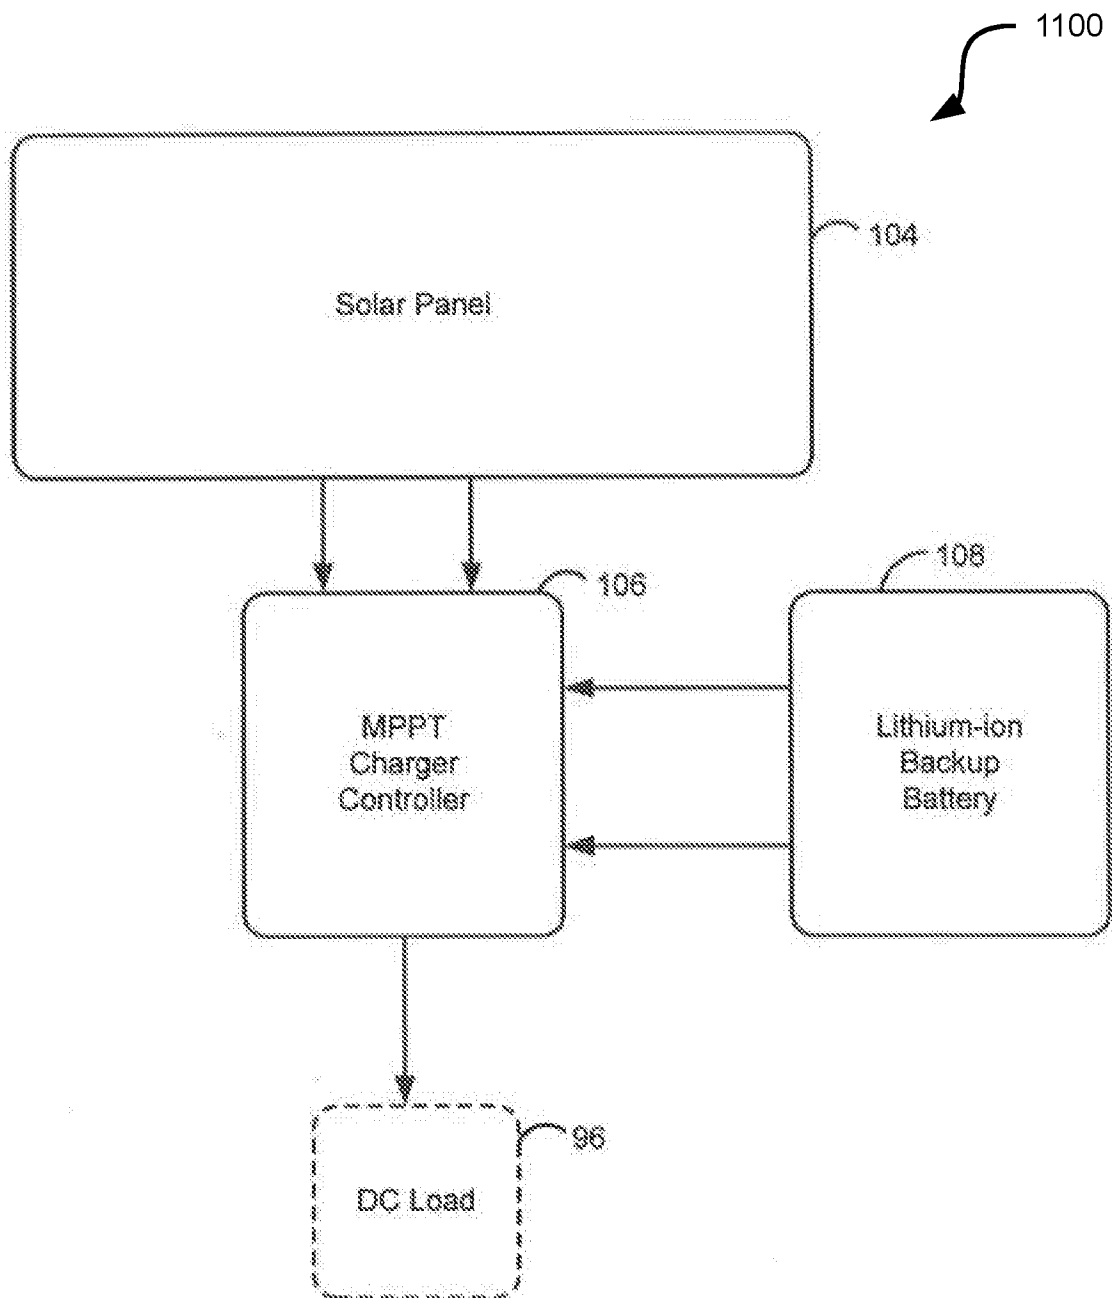 1100
104
Solar Panel
106
108
MPPT
Charger
Controller
Lithium-ion
Backup
Battery
96
DC Load